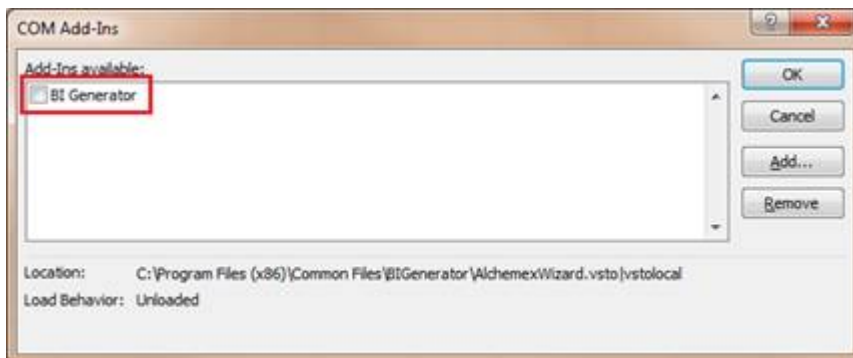 COM Add-Ins
Add-Ins available:
BI Generator
OK
Cancel
Add...
Remove
Location: C:\Program Files (x86)\Common Files\BIGenerator\AlchemexWizard.vsto|vstolocal
Load Behavior: Unloaded